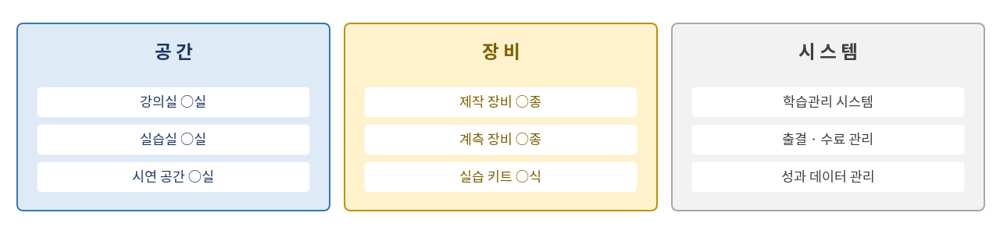 공 간
강의실 ○실
실습실 ○실
시연 공간 ○실
장 비
제작 장비 ○종
계측 장비 ○종
실습 키트 ○식
시 스 템
학습관리 시스템
출결 · 수료 관리
성과 데이터 관리